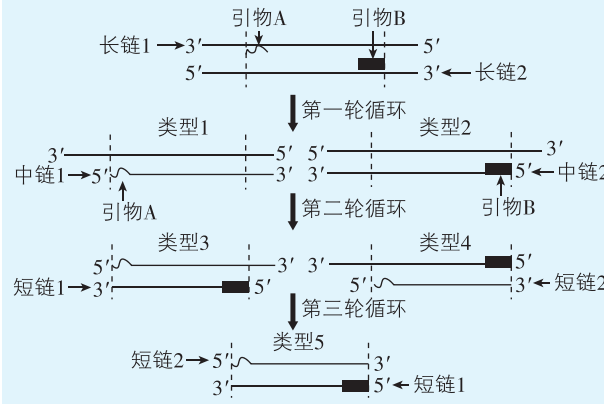 引物A 引物B
长链1 3′ 5′
5′ 3′ 长链2
第一轮循环
类型1 类型2
3′ 5′ 5′ 3′
中链1 5′ 3′ 3′ 5′ 中链2
引物A 第二轮循环 引物B
类型3 类型4
5′ 3′ 3′ 5′
短链1 3′ 5′ 5′ 3′ 短链2
第三轮循环
类型5
短链2 5′ 3′
3′ 5′ 短链1